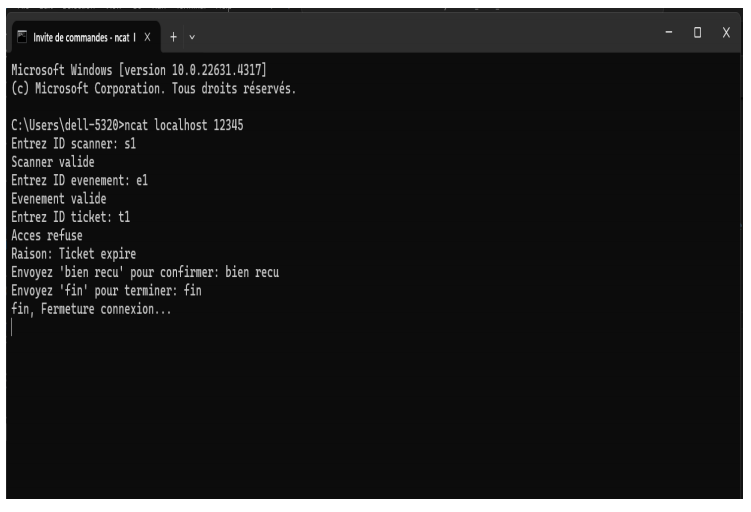 Invite de commandes - ncat l
Microsoft Windows [version 10.0.22631.4317]
(c) Microsoft Corporation. Tous droits réservés.
C:\Users\dell-5320>ncat localhost 12345
Entrez ID scanner: s1
Scanner valide
Entrez ID evenement: e1
Evenement valide
Entrez ID ticket: t1
Acces refuse
Raison: Ticket expire
Envoyez 'bien recu' pour confirmer: bien recu
Envoyez 'fin' pour terminer: fin
fin, Fermeture connexion...